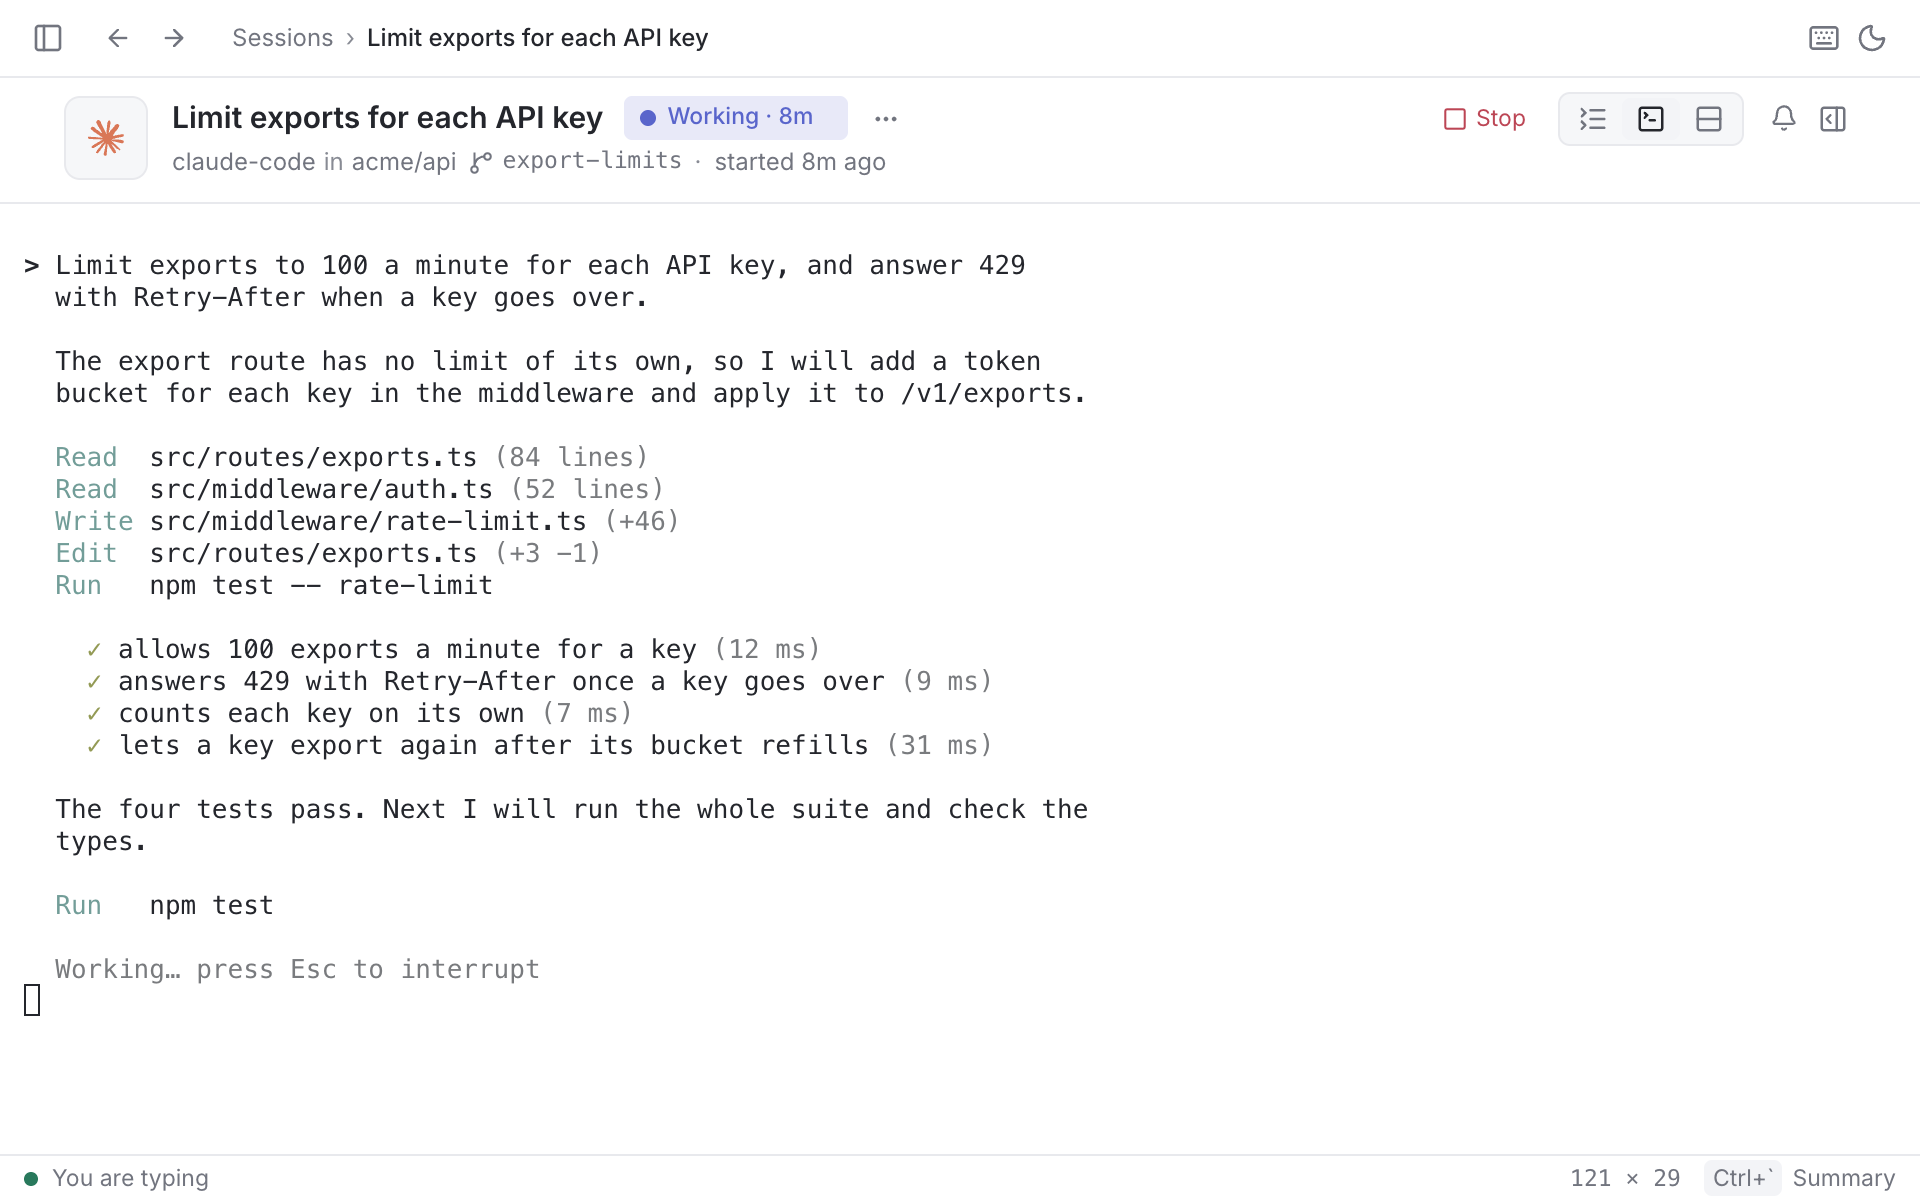 Sessions › Limit exports for each API key
Limit exports for each API key
Working · 8m
Stop
claude-code in acme/api export-limits · started 8m ago
> Limit exports to 100 a minute for each API key, and answer 429
with Retry-After when a key goes over.
The export route has no limit of its own, so I will add a token
bucket for each key in the middleware and apply it to /v1/exports.
Read src/routes/exports.ts (84 lines)
Read src/middleware/auth.ts (52 lines)
Write src/middleware/rate-limit.ts (+46)
Edit src/routes/exports.ts (+3 -1)
Run npm test -- rate-limit
✓ allows 100 exports a minute for a key (12 ms)
✓ answers 429 with Retry-After once a key goes over (9 ms)
✓ counts each key on its own (7 ms)
✓ lets a key export again after its bucket refills (31 ms)
The four tests pass. Next I will run the whole suite and check the
types.
Run npm test
Working… press Esc to interrupt
You are typing
121 × 29 Ctrl+` Summary